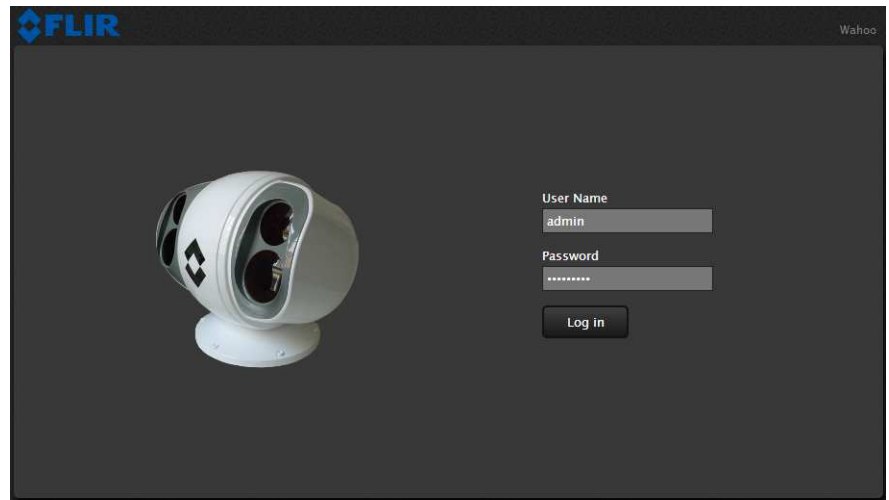 FLIR
Wahoo
User Name
admin
Password
•••••••••
Log in